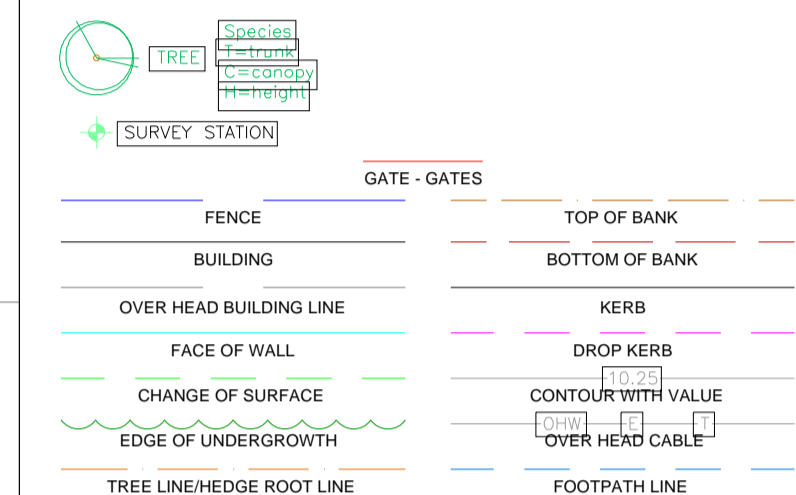 Species
TREE
T=trunk
C=canopy
H=height
SURVEY STATION
GATE - GATES
FENCE
TOP OF BANK
BUILDING
BOTTOM OF BANK
OVER HEAD BUILDING LINE
KERB
FACE OF WALL
DROP KERB
10.25
CHANGE OF SURFACE
CONTOUR WITH VALUE
OHW E T
EDGE OF UNDERGROWTH
OVER HEAD CABLE
TREE LINE/HEDGE ROOT LINE
FOOTPATH LINE